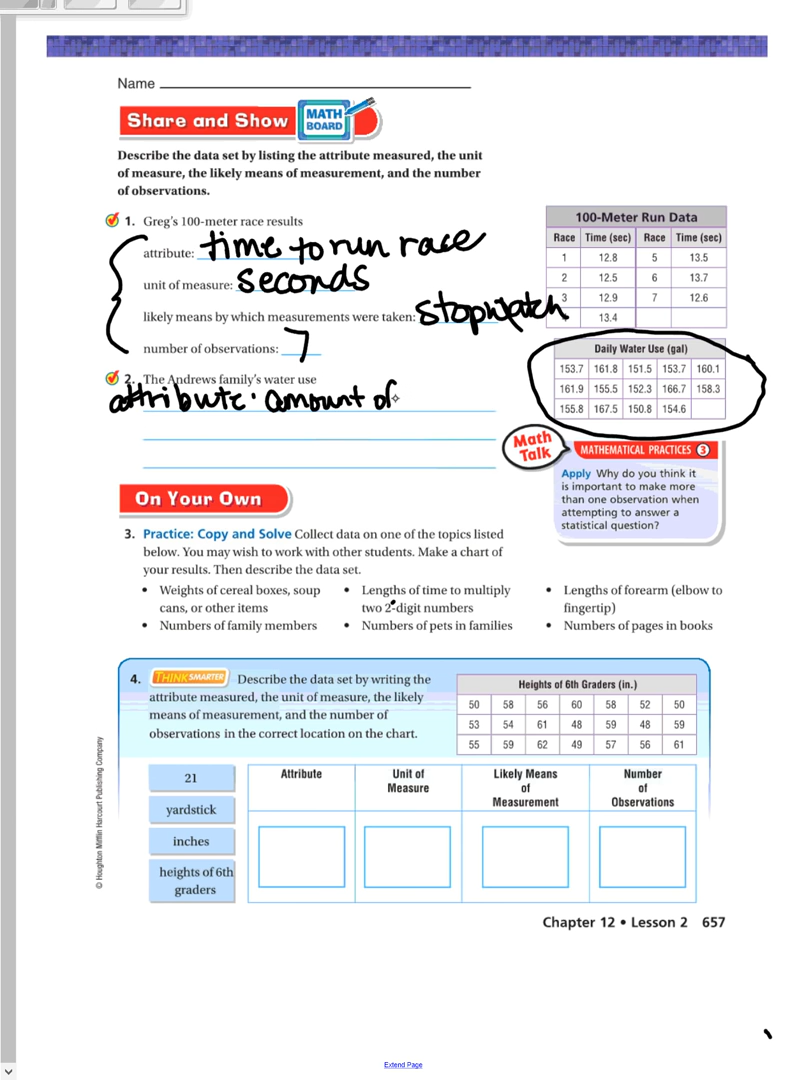 Name
Share and Show MATH BOARD
Describe the data set by listing the attribute measured, the unit
of measure, the likely means of measurement, and the number
of observations.
1. Greg's 100-meter race results
attribute: time to run race
unit of measure: seconds
likely means by which measurements were taken: stopwatch
number of observations: 7
100-Meter Run Data
Race Time (sec) Race Time (sec)
1 12.8 5 13.5
2 12.5 6 13.7
3 12.9 7 12.6
13.4
2. The Andrews family's water use
attribute: amount of
Daily Water Use (gal)
153.7 161.8 151.5 153.7 160.1
161.9 155.5 152.3 166.7 158.3
155.8 167.5 150.8 154.6
Math Talk
MATHEMATICAL PRACTICES 3
Apply Why do you think it
is important to make more
than one observation when
attempting to answer a
statistical question?
On Your Own
3. Practice: Copy and Solve Collect data on one of the topics listed
below. You may wish to work with other students. Make a chart of
your results. Then describe the data set.
• Weights of cereal boxes, soup
cans, or other items
• Numbers of family members
• Lengths of time to multiply
two 2-digit numbers
• Numbers of pets in families
• Lengths of forearm (elbow to
fingertip)
• Numbers of pages in books
4. THINK SMARTER Describe the data set by writing the
attribute measured, the unit of measure, the likely
means of measurement, and the number of
observations in the correct location on the chart.
Heights of 6th Graders (in.)
50 58 56 60 58 52 50
53 54 61 48 59 48 59
55 59 62 49 57 56 61
21
yardstick
inches
heights of 6th
graders
Attribute
Unit of
Measure
Likely Means
of
Measurement
Number
of
Observations
© Houghton Mifflin Harcourt Publishing Company
Chapter 12 • Lesson 2 657
Extend Page